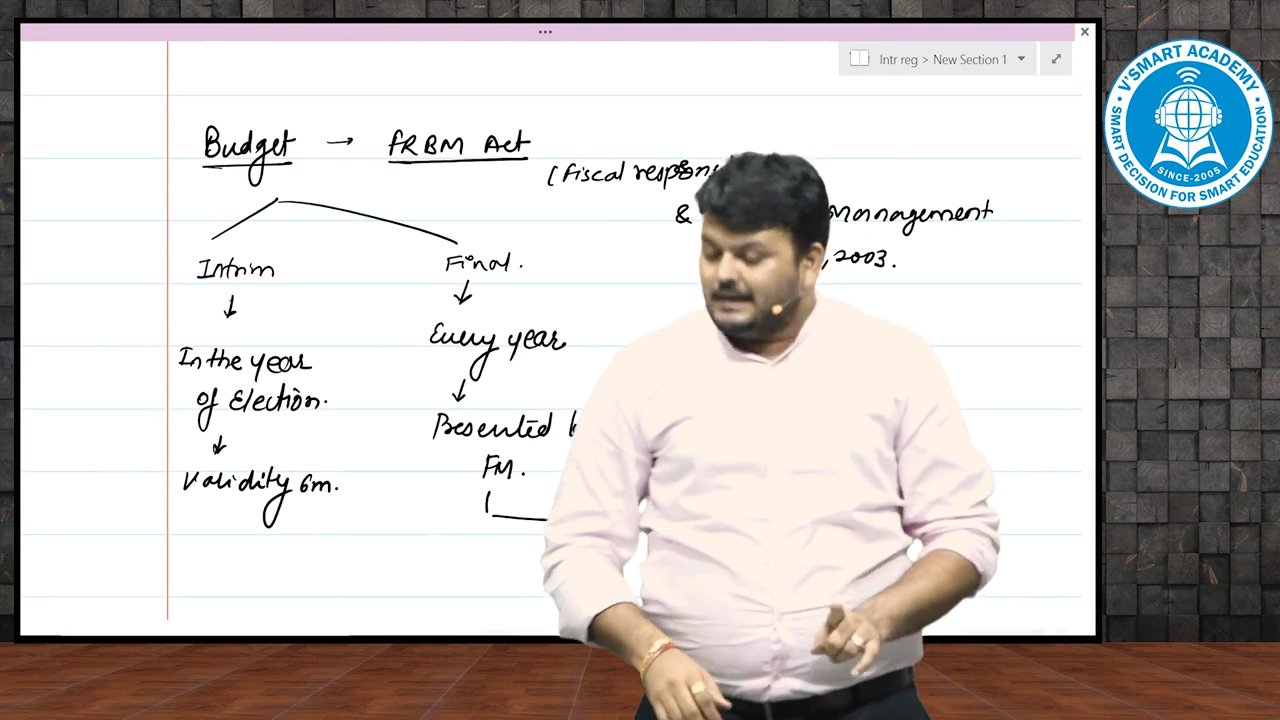 Intr reg > New Section 1
Budget → FRBM Act
(Fiscal respons
& Management
,2003.
Intrim
Final.
↓
↓
In the year
of Election.
↓
Validity 6m.
Every year
↓
Presented b
FM.
V'SMART ACADEMY
SINCE-2005
SMART DECISION FOR SMART EDUCATION